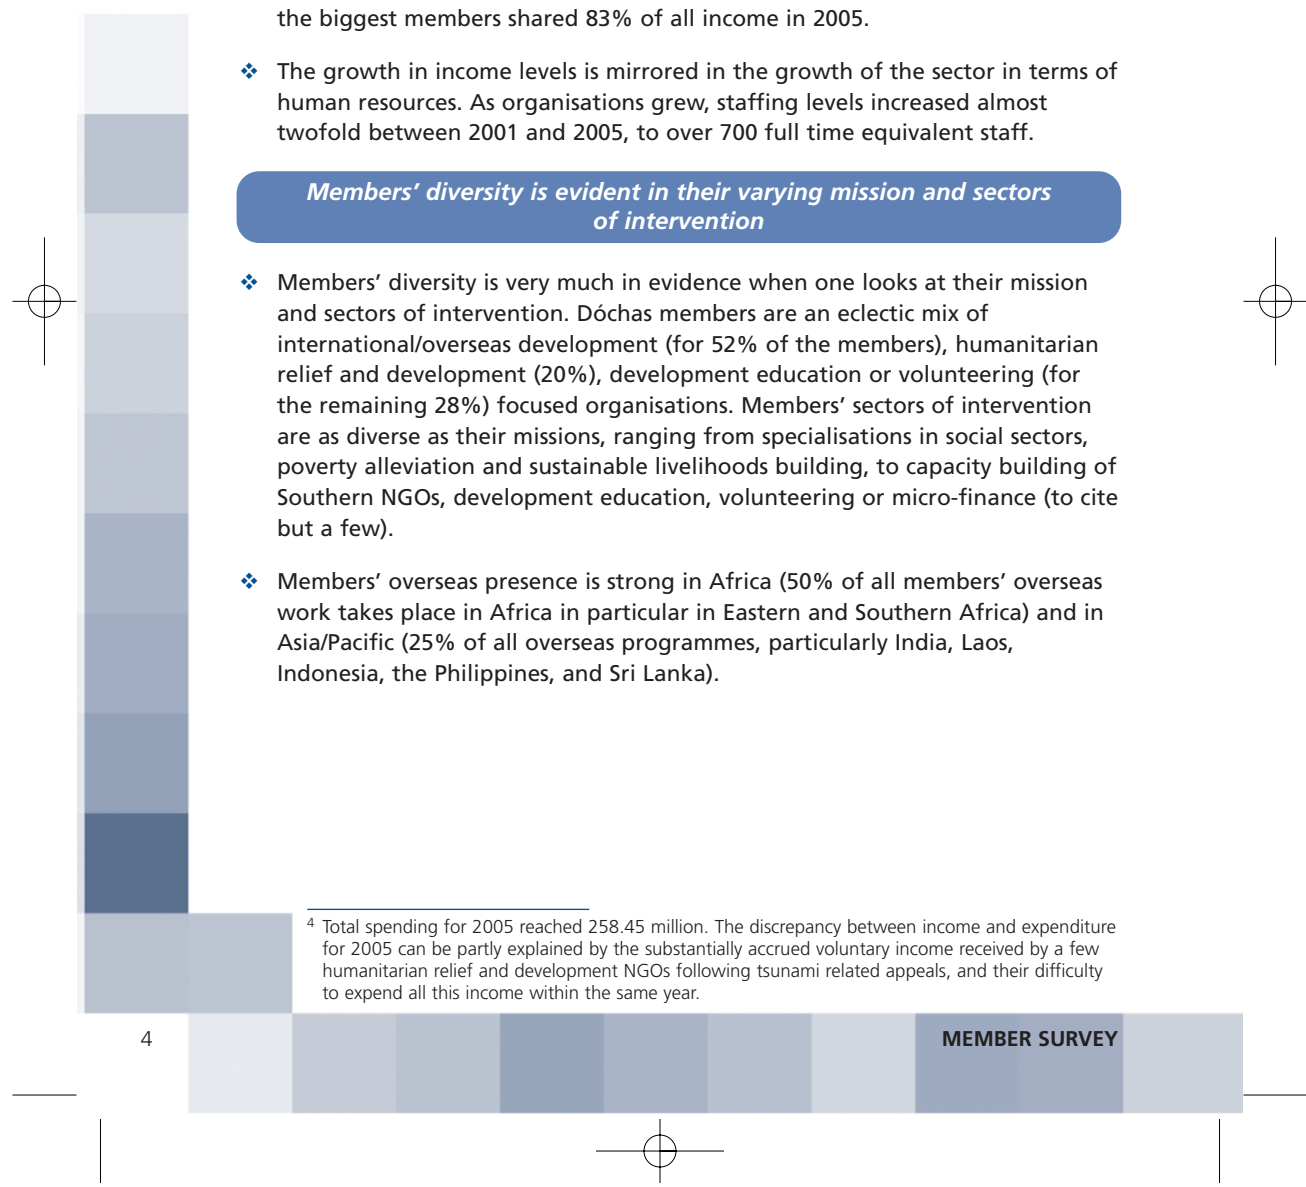 the biggest members shared 83% of all income in 2005.
❖ The growth in income levels is mirrored in the growth of the sector in terms of
human resources. As organisations grew, staffing levels increased almost
twofold between 2001 and 2005, to over 700 full time equivalent staff.
Members’ diversity is evident in their varying mission and sectors
of intervention
❖ Members’ diversity is very much in evidence when one looks at their mission
and sectors of intervention. Dóchas members are an eclectic mix of
international/overseas development (for 52% of the members), humanitarian
relief and development (20%), development education or volunteering (for
the remaining 28%) focused organisations. Members’ sectors of intervention
are as diverse as their missions, ranging from specialisations in social sectors,
poverty alleviation and sustainable livelihoods building, to capacity building of
Southern NGOs, development education, volunteering or micro-finance (to cite
but a few).
❖ Members’ overseas presence is strong in Africa (50% of all members’ overseas
work takes place in Africa in particular in Eastern and Southern Africa) and in
Asia/Pacific (25% of all overseas programmes, particularly India, Laos,
Indonesia, the Philippines, and Sri Lanka).
4 Total spending for 2005 reached 258.45 million. The discrepancy between income and expenditure
for 2005 can be partly explained by the substantially accrued voluntary income received by a few
humanitarian relief and development NGOs following tsunami related appeals, and their difficulty
to expend all this income within the same year.
4
MEMBER SURVEY